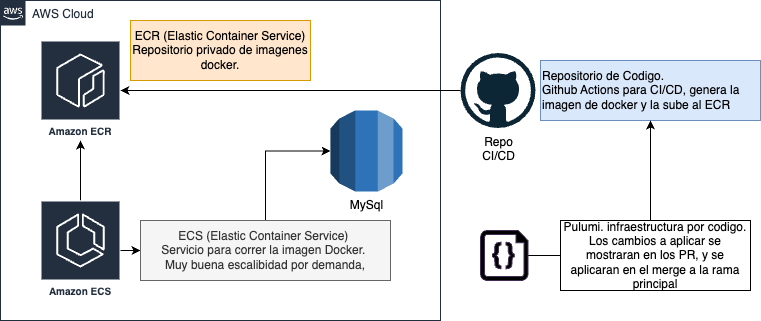 aws
AWS Cloud
ECR (Elastic Container Service)
Repositorio privado de imagenes
docker.
Amazon ECR
Repositorio de Codigo.
Github Actions para CI/CD, genera la
imagen de docker y la sube al ECR
Repo
CI/CD
MySql
ECS (Elastic Container Service)
Servicio para correr la imagen Docker.
Muy buena escalibidad por demanda,
Amazon ECS
{}
Pulumi. infraestructura por codigo.
Los cambios a aplicar se
mostraran en los PR, y se
aplicaran en el merge a la rama
principal